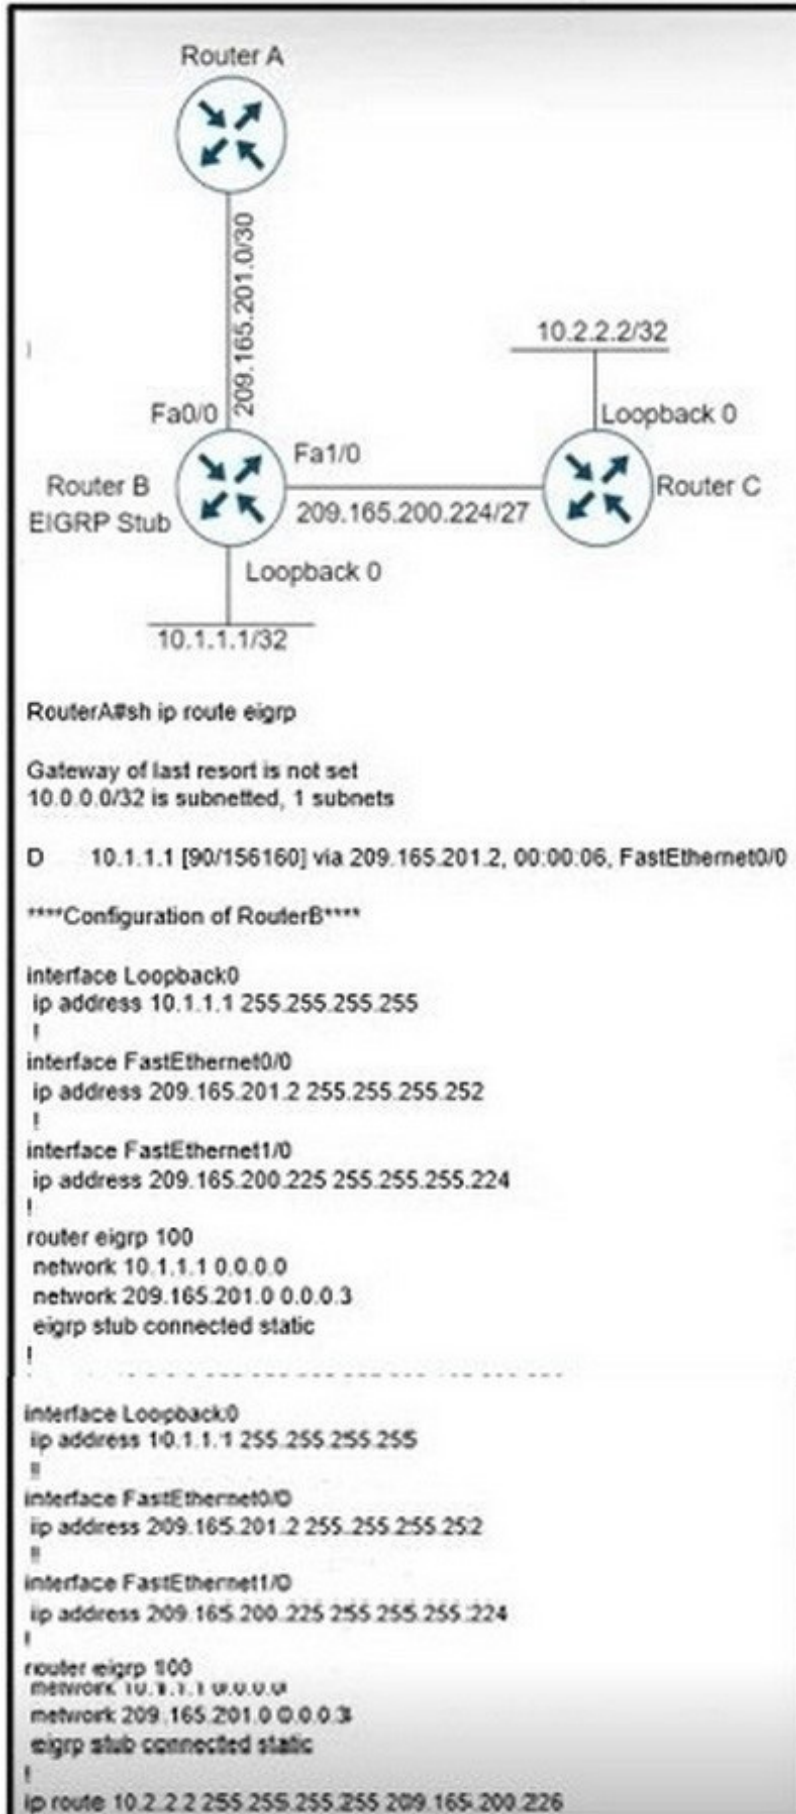 Router A
209.165.201.0/30
10.2.2.2/32
Fa0/0
Loopback 0
Fa1/0
Router B
EIGRP Stub
Router C
209.165.200.224/27
Loopback 0
10.1.1.1/32
RouterA#sh ip route eigrp
Gateway of last resort is not set
10.0.0.0/32 is subnetted, 1 subnets
D 10.1.1.1 [90/156160] via 209.165.201.2, 00:00:06, FastEthernet0/0
****Configuration of RouterB****
interface Loopback0
ip address 10.1.1.1 255.255.255.255
!
interface FastEthernet0/0
ip address 209.165.201.2 255.255.255.252
!
interface FastEthernet1/0
ip address 209.165.200.225 255.255.255.224
!
router eigrp 100
network 10.1.1.1 0.0.0.0
network 209.165.201.0 0.0.0.3
eigrp stub connected static
!
interface Loopback0
ip address 10.1.1.1 255.255.255.255
!
interface FastEthernet0/0
ip address 209.165.201.2 255.255.255.252
!
interface FastEthernet1/0
ip address 209.165.200.225 255.255.255.224
!
router eigrp 100
network 10.1.1.1 0.0.0.0
network 209.165.201.0 0.0.0.3
eigrp stub connected static
!
ip route 10.2.2.2 255.255.255.255 209.165.200.226